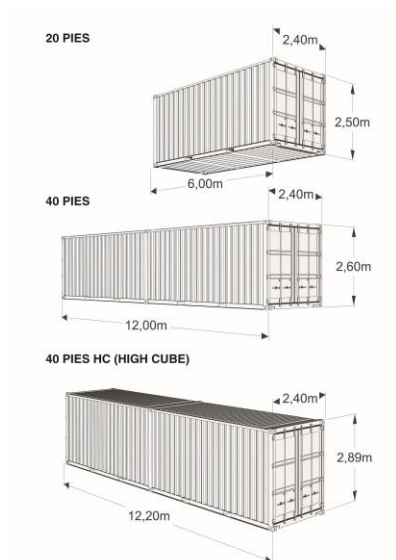 20 PIES
2,40m
2,50m
6,00m
40 PIES
2,40m
2,60m
12,00m
40 PIES HC (HIGH CUBE)
2,40m
2,89m
12,20m